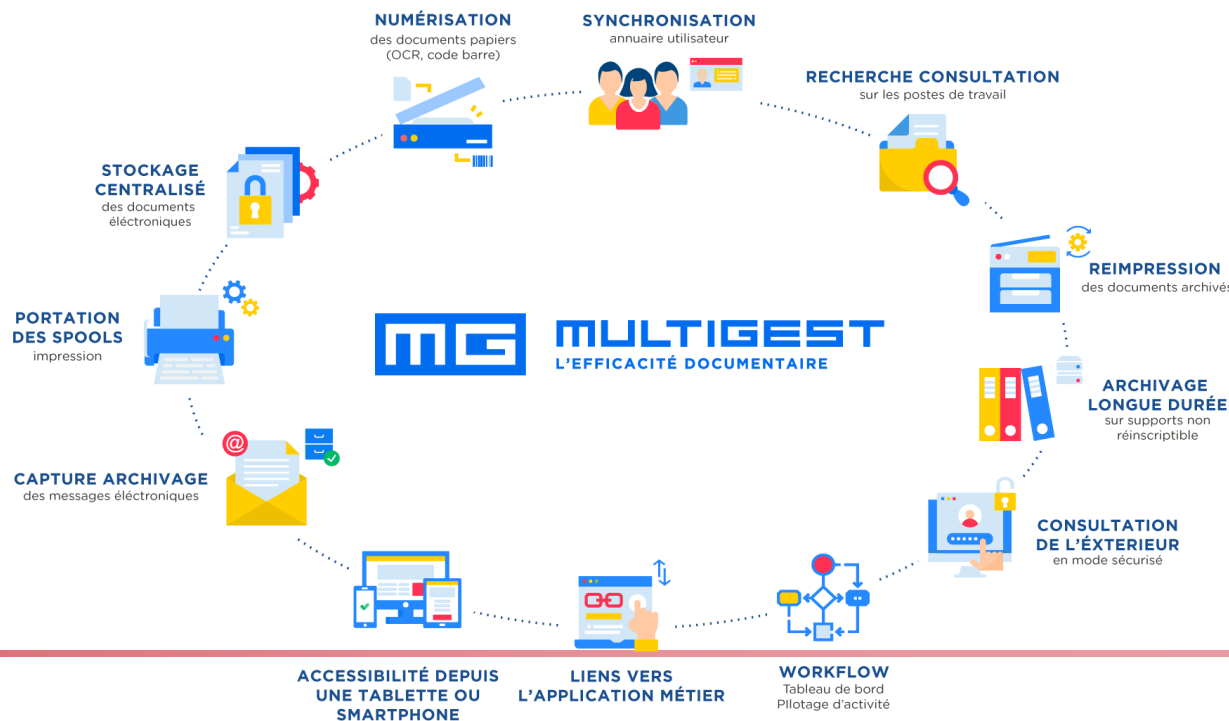 NUMÉRISATION
des documents papiers
(OCR, code barre)
SYNCHRONISATION
annuaire utilisateur
RECHERCHE CONSULTATION
sur les postes de travail
STOCKAGE
CENTRALISÉ
des documents
éléctroniques
REIMPRESSION
des documents archivés
PORTATION
DES SPOOLS
impression
MG MULTIGEST
L'EFFICACITÉ DOCUMENTAIRE
ARCHIVAGE
LONGUE DURÉE
sur supports non
réinscriptible
@
CAPTURE ARCHIVAGE
des messages éléctroniques
CONSULTATION
DE L'ÉXTERIEUR
en mode sécurisé
ACCESSIBILITÉ DEPUIS
UNE TABLETTE OU
SMARTPHONE
LIENS VERS
L'APPLICATION MÉTIER
WORKFLOW
Tableau de bord
PIlotage d'activité